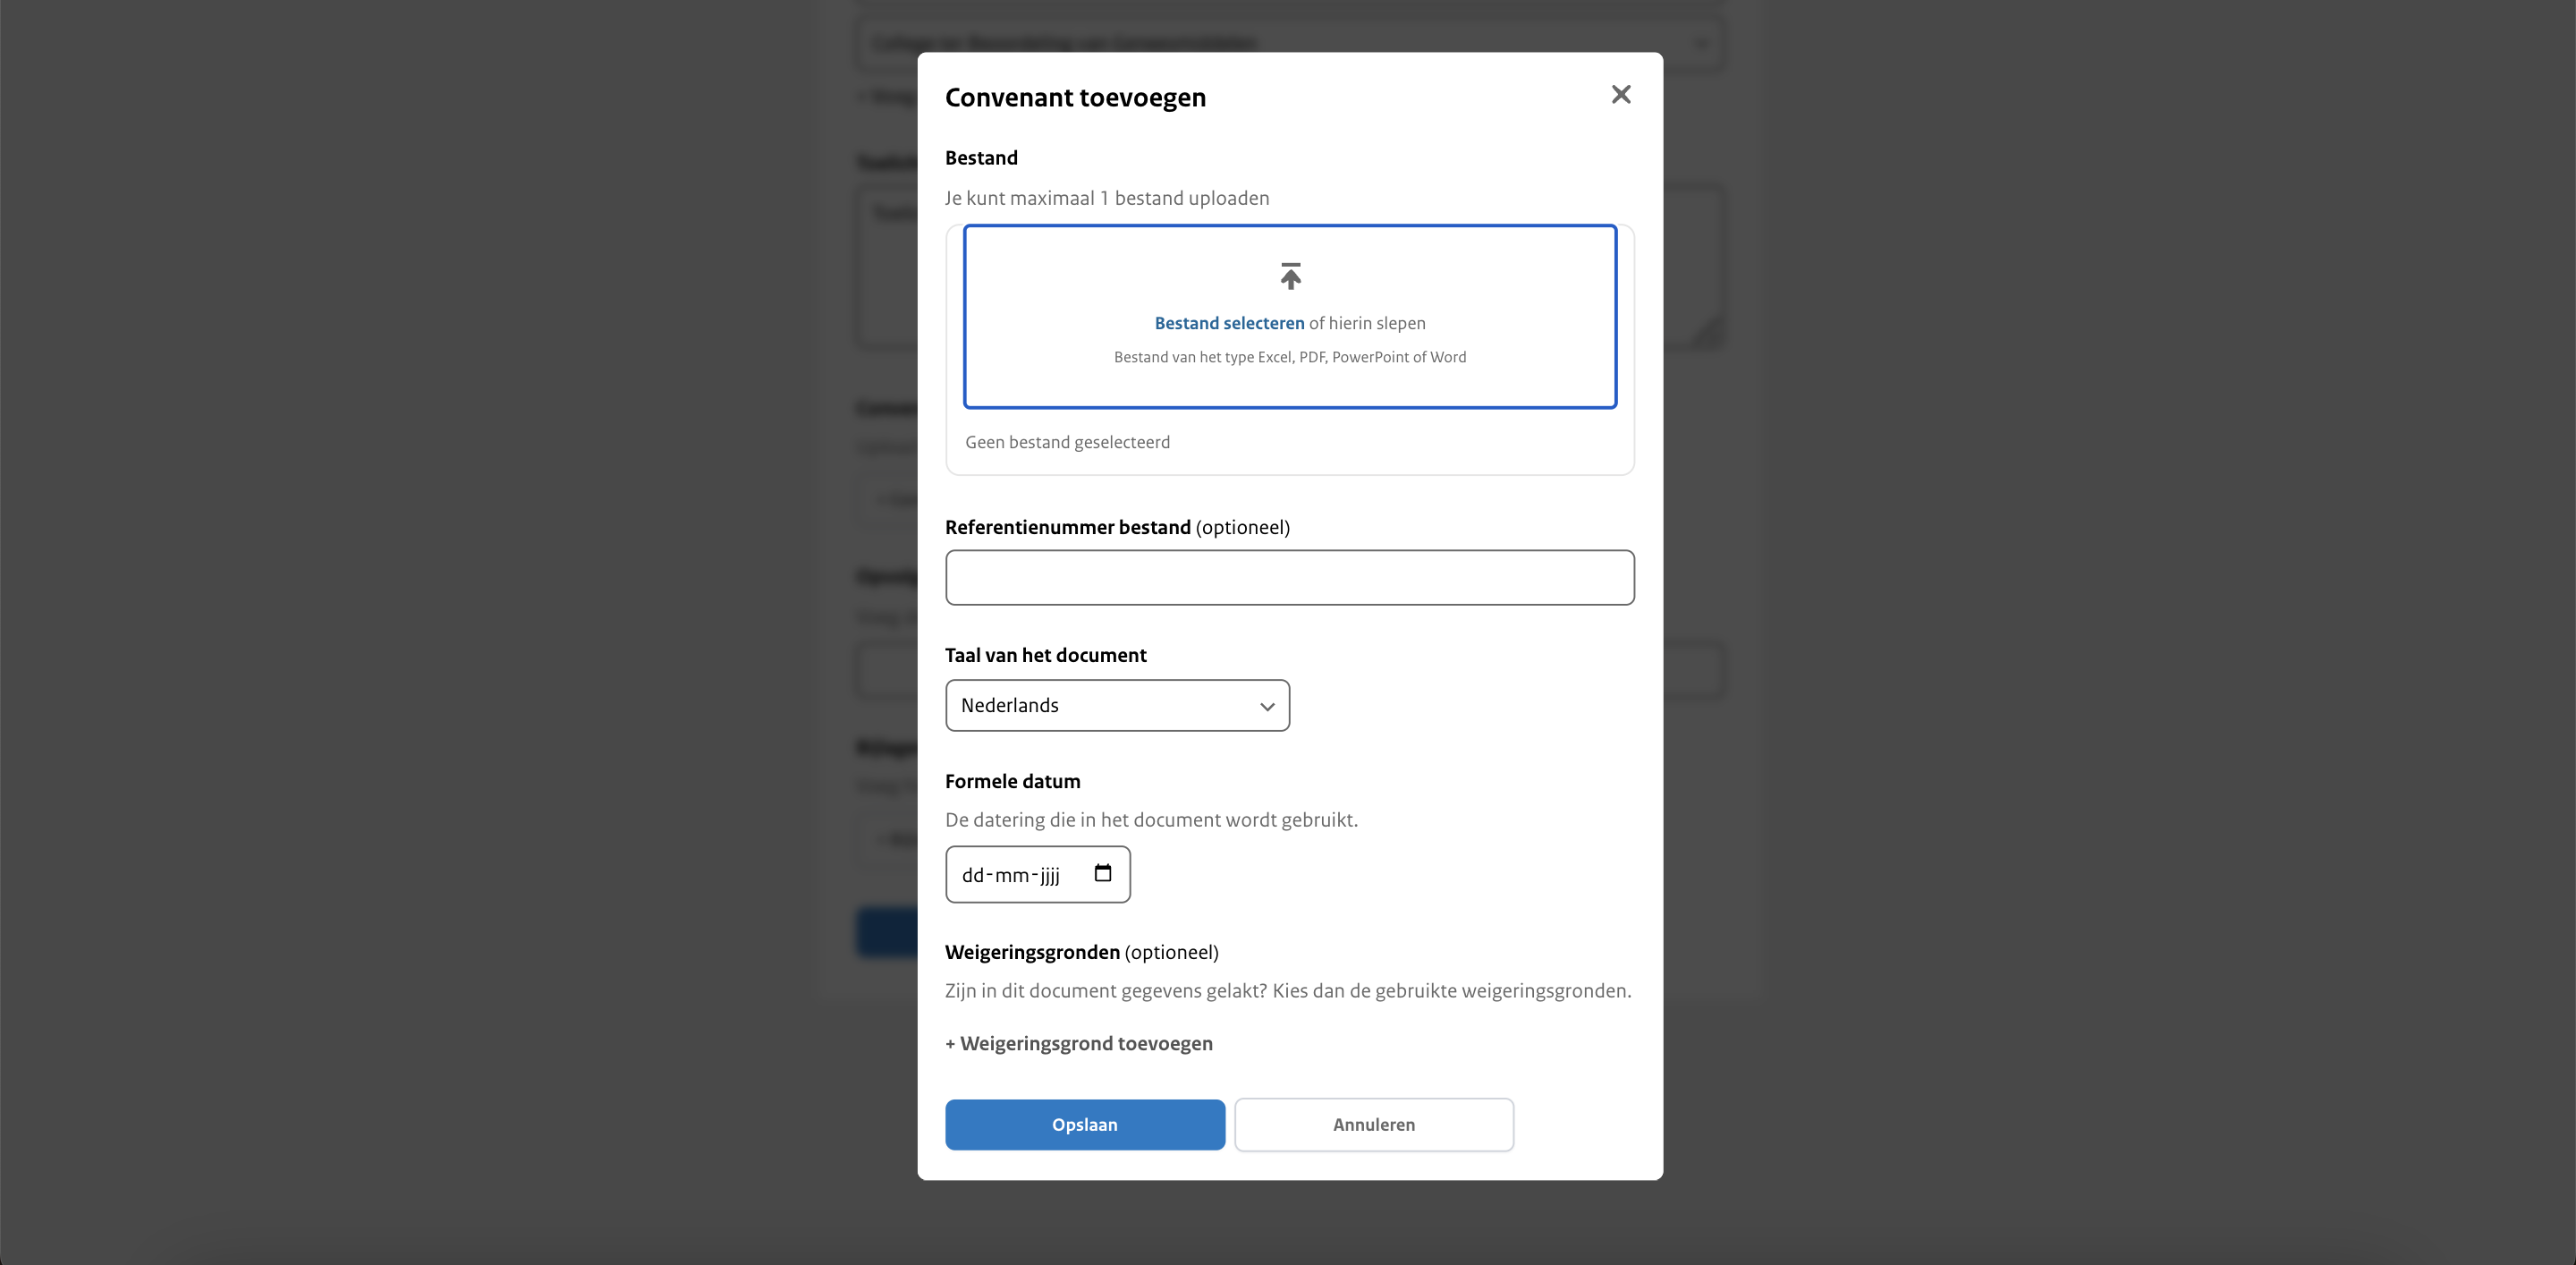 Convenant toevoegen
Bestand
Je kunt maximaal 1 bestand uploaden
Bestand selecteren of hierin slepen
Bestand van het type Excel, PDF, PowerPoint of Word
Geen bestand geselecteerd
Referentienummer bestand (optioneel)
Taal van het document
Nederlands
Formele datum
De datering die in het document wordt gebruikt.
dd-mm-jjjj
Weigeringsgronden (optioneel)
Zijn in dit document gegevens gelakt? Kies dan de gebruikte weigeringsgronden.
+ Weigeringsgrond toevoegen
Opslaan
Annuleren